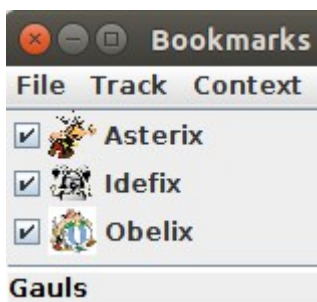 Bookmarks
File Track Context
Asterix
Idefix
Obelix
Gauls